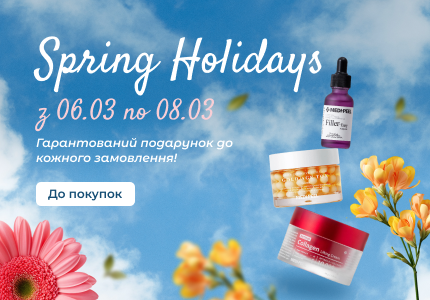 Spring Holidays
з 06.03 по 08.03
Гарантований подарунок до
кожного замовлення!
До покупок
MEDI-PEEL
Filler
Collagen